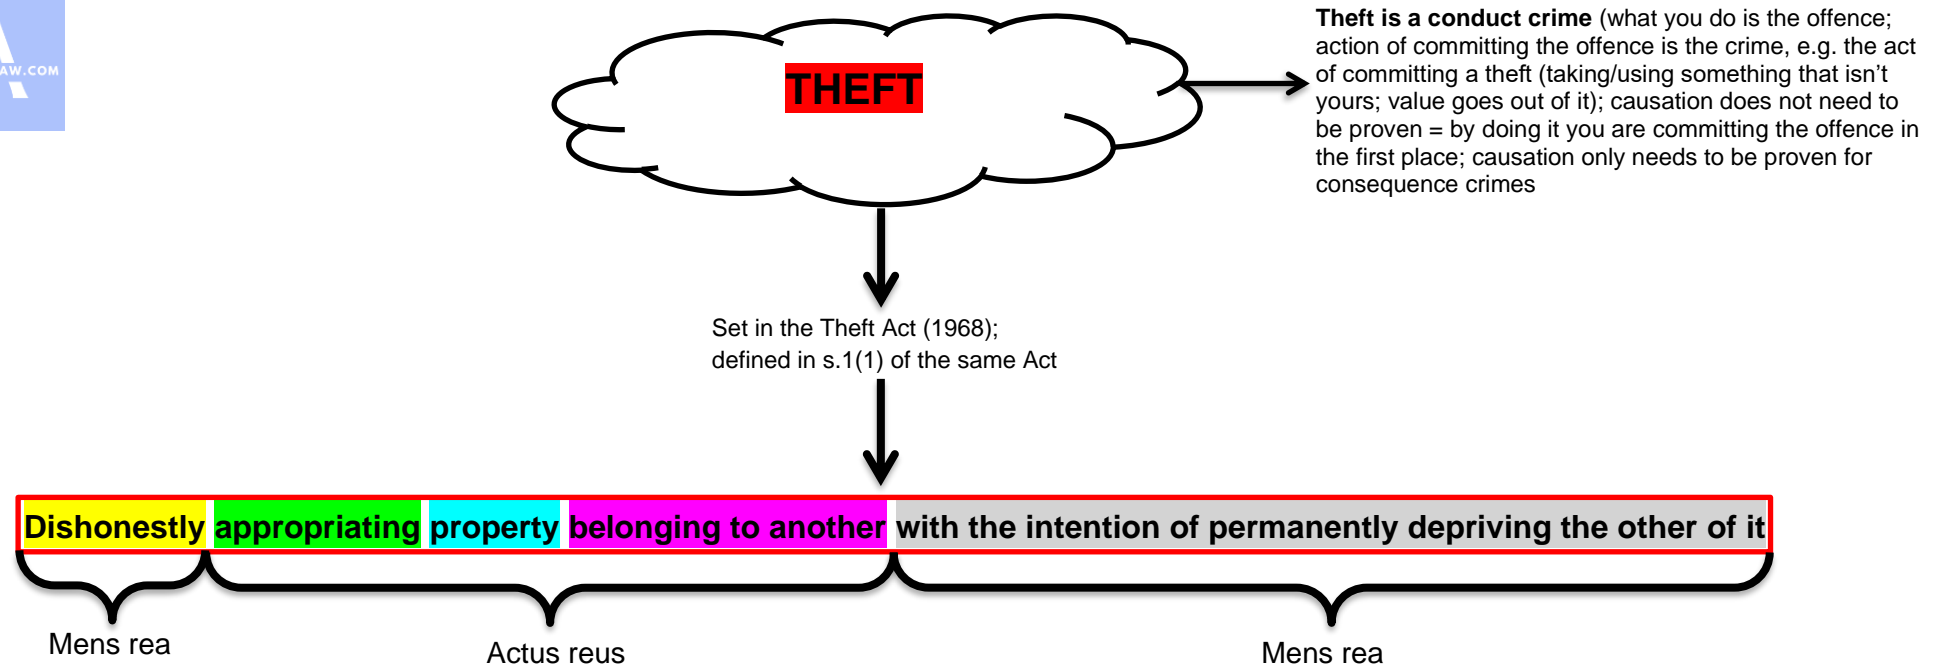 AW.COM
THEFT
Theft is a conduct crime (what you do is the offence;
action of committing the offence is the crime, e.g. the act
of committing a theft (taking/using something that isn't
yours; value goes out of it); causation does not need to
be proven = by doing it you are committing the offence in
the first place; causation only needs to be proven for
consequence crimes
Set in the Theft Act (1968);
defined in s.1(1) of the same Act
Dishonestly appropriating property belonging to another with the intention of permanently depriving the other of it
Mens rea
Actus reus
Mens rea